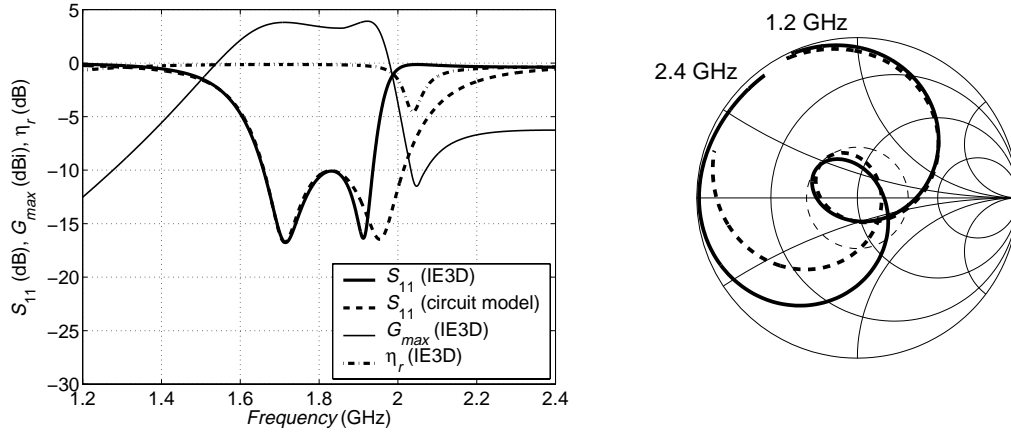 5
0
−5
−10
−15
−20
−25
−30
1.2
1.4
1.6
1.8
2
2.2
2.4
Frequency (GHz)
S11 (dB), Gmax (dBi), ηr (dB)
S11 (IE3D)
S11 (circuit model)
Gmax (IE3D)
ηr (IE3D)
1.2 GHz
2.4 GHz